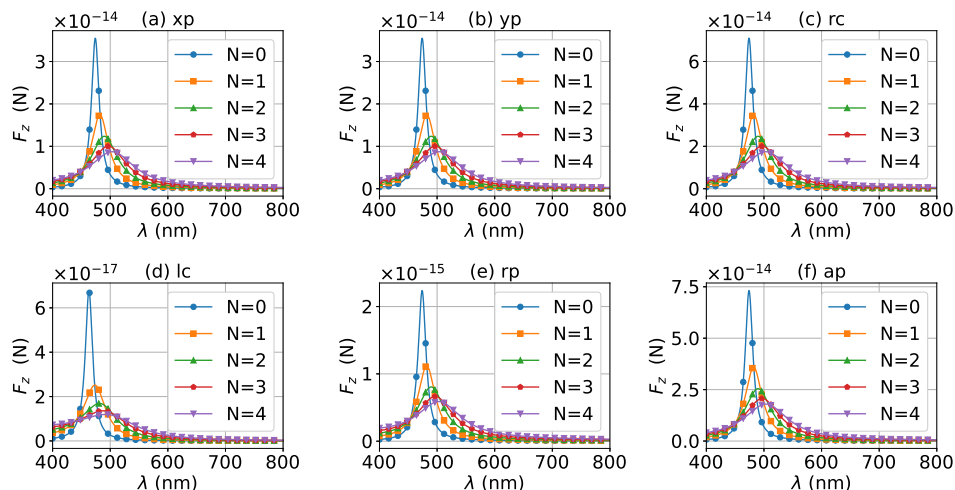 ×10⁻¹⁴ (a) xp
F_z (N)
3
2
1
0
N=0
N=1
N=2
N=3
N=4
400 500 600 700 800
λ (nm)
×10⁻¹⁴ (b) yp
F_z (N)
3
2
1
0
N=0
N=1
N=2
N=3
N=4
400 500 600 700 800
λ (nm)
×10⁻¹⁴ (c) rc
F_z (N)
6
4
2
0
N=0
N=1
N=2
N=3
N=4
400 500 600 700 800
λ (nm)
×10⁻¹⁷ (d) lc
F_z (N)
6
4
2
0
N=0
N=1
N=2
N=3
N=4
400 500 600 700 800
λ (nm)
×10⁻¹⁵ (e) rp
F_z (N)
2
1
0
N=0
N=1
N=2
N=3
N=4
400 500 600 700 800
λ (nm)
×10⁻¹⁴ (f) ap
F_z (N)
7.5
5.0
2.5
0.0
N=0
N=1
N=2
N=3
N=4
400 500 600 700 800
λ (nm)